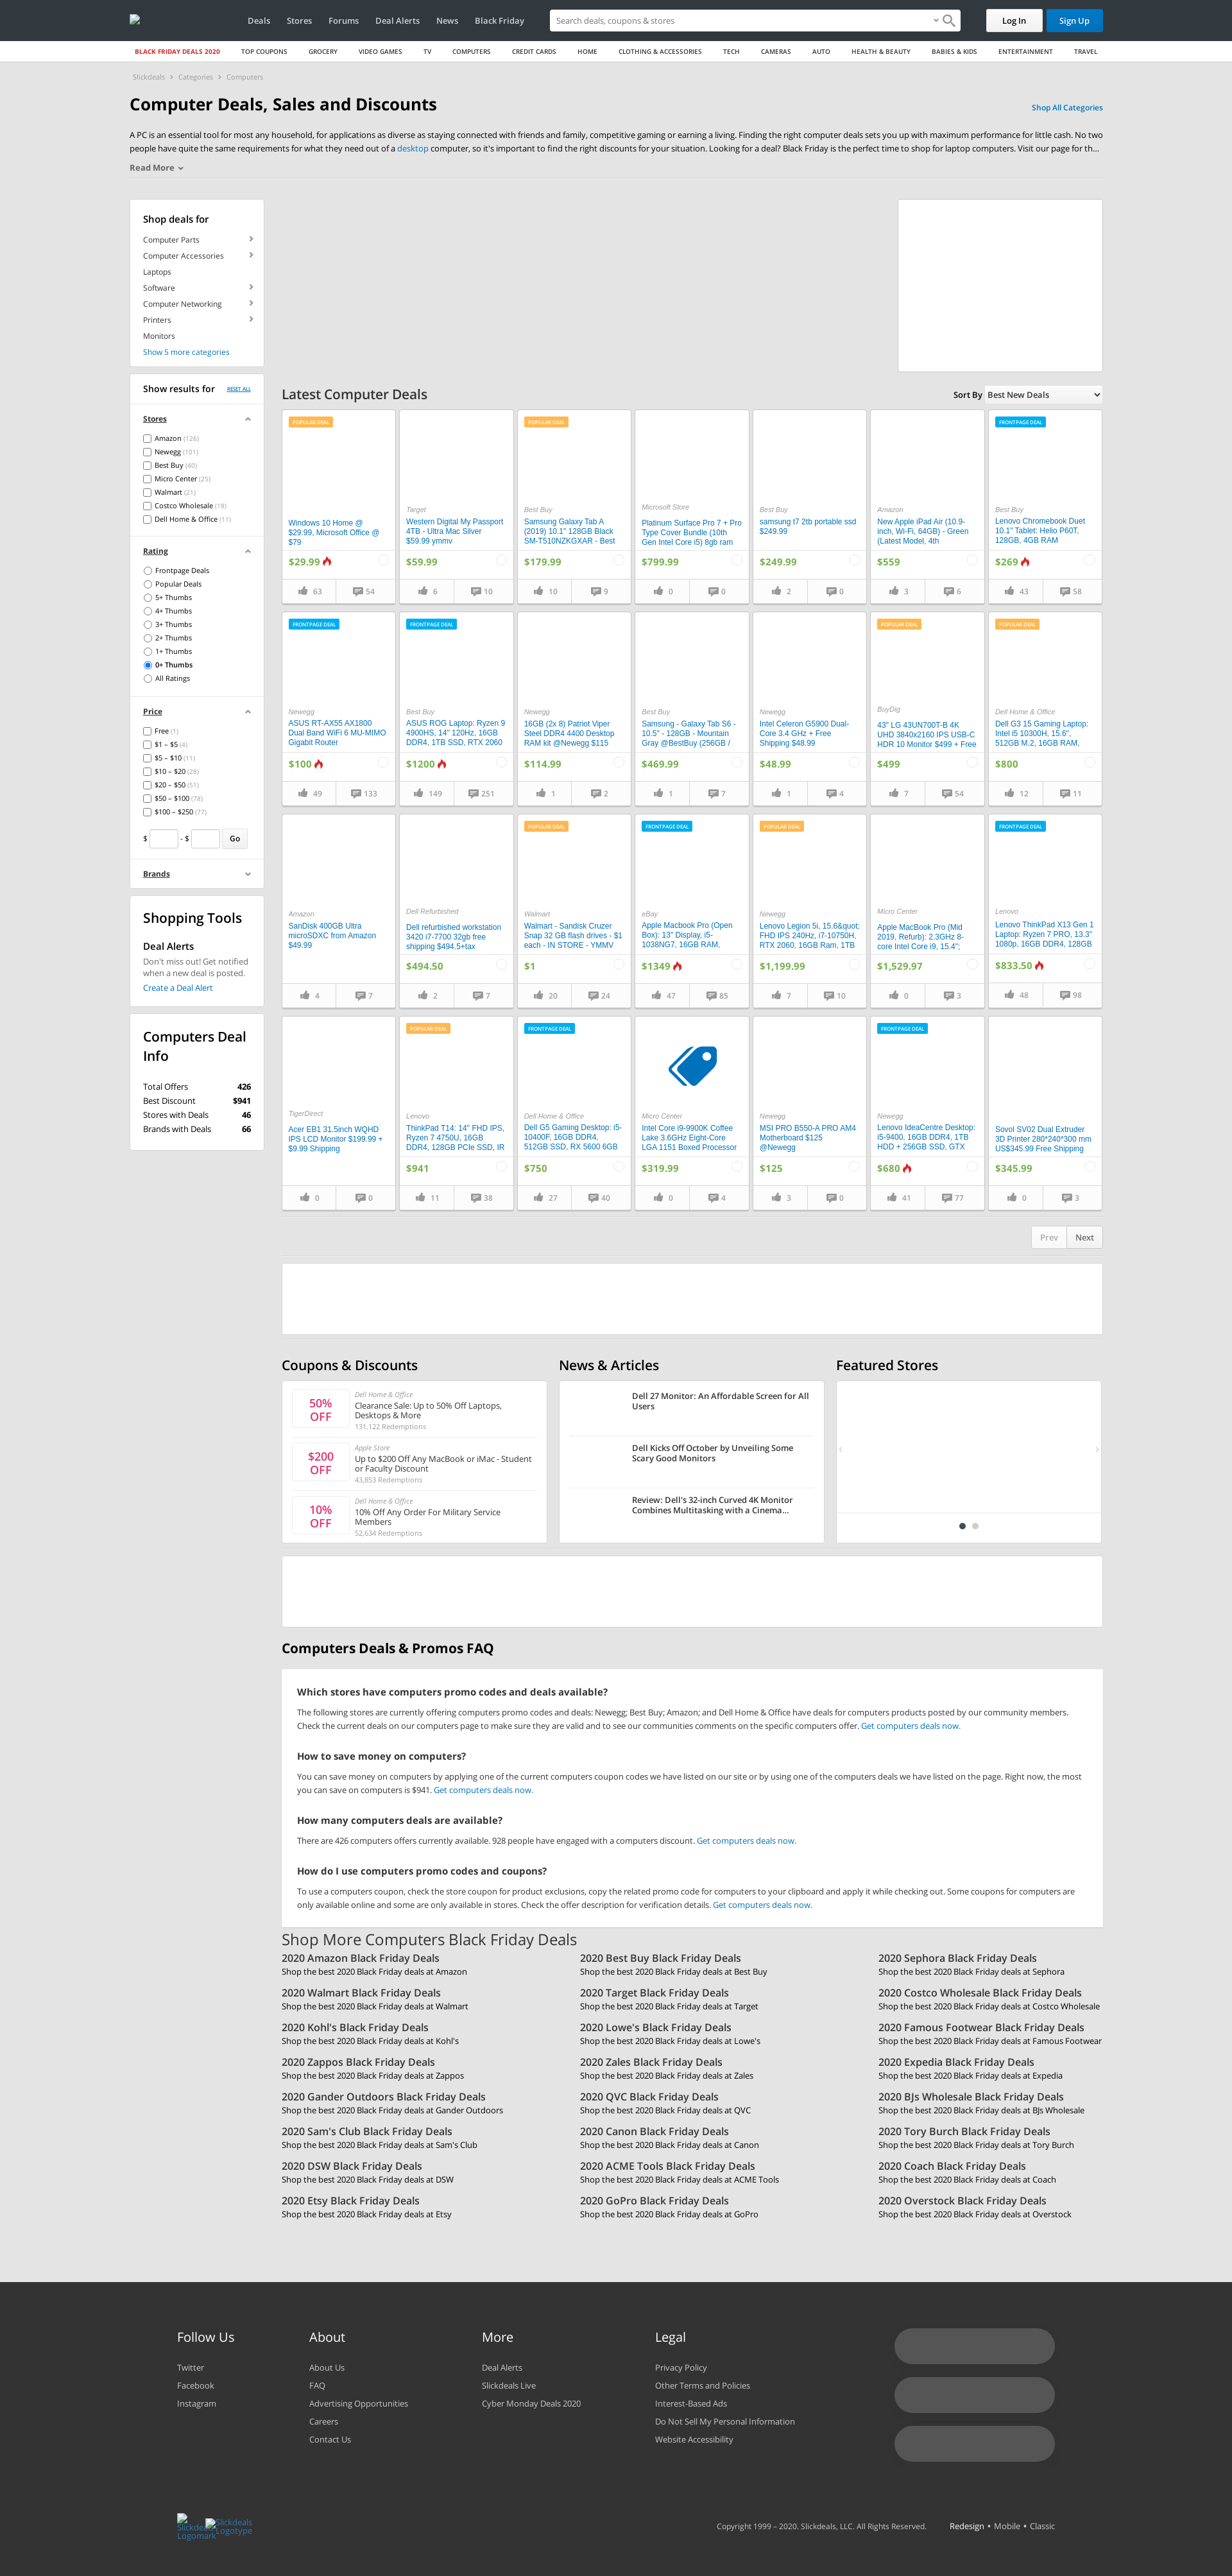 Deals Stores Forums Deal Alerts News Black Friday
Search deals, coupons & stores
Log In
Sign Up
BLACK FRIDAY DEALS 2020 TOP COUPONS GROCERY VIDEO GAMES TV COMPUTERS CREDIT CARDS HOME CLOTHING & ACCESSORIES TECH CAMERAS AUTO HEALTH & BEAUTY BABIES & KIDS ENTERTAINMENT TRAVEL
Slickdeals > Categories > Computers
Computer Deals, Sales and Discounts
Shop All Categories
A PC is an essential tool for most any household, for applications as diverse as staying connected with friends and family, competitive gaming or earning a living. Finding the right computer deals sets you up with maximum performance for little cash. No two
people have quite the same requirements for what they need out of a desktop computer, so it's important to find the right discounts for your situation. Looking for a deal? Black Friday is the perfect time to shop for laptop computers. Visit our page for th...
Read More
Shop deals for
Computer Parts
Computer Accessories
Laptops
Software
Computer Networking
Printers
Monitors
Show 5 more categories
Show results for RESET ALL
Stores
Amazon (126)
Newegg (101)
Best Buy (40)
Micro Center (25)
Walmart (21)
Costco Wholesale (18)
Dell Home & Office (11)
Rating
Frontpage Deals
Popular Deals
5+ Thumbs
4+ Thumbs
3+ Thumbs
2+ Thumbs
1+ Thumbs
0+ Thumbs
All Ratings
Price
Free (1)
$1 – $5 (4)
$5 – $10 (11)
$10 – $20 (28)
$20 – $50 (51)
$50 – $100 (78)
$100 – $250 (77)
$ - $ Go
Brands
Shopping Tools
Deal Alerts
Don't miss out! Get notified
when a new deal is posted.
Create a Deal Alert
Computers Deal
Info
Total Offers 426
Best Discount $941
Stores with Deals 46
Brands with Deals 66
Latest Computer Deals
Sort By Best New Deals
POPULAR DEAL
Windows 10 Home @
$29.99, Microsoft Office @
$79
$29.99
63 54
Target
Western Digital My Passport
4TB - Ultra Mac Silver
$59.99 ymmv
$59.99
6 10
POPULAR DEAL
Best Buy
Samsung Galaxy Tab A
(2019) 10.1" 128GB Black
SM-T510NZKGXAR - Best
$179.99
10 9
Microsoft Store
Platinum Surface Pro 7 + Pro
Type Cover Bundle (10th
Gen Intel Core i5) 8gb ram
$799.99
0 0
Best Buy
samsung t7 2tb portable ssd
$249.99
$249.99
2 0
Amazon
New Apple iPad Air (10.9-
inch, Wi-Fi, 64GB) - Green
(Latest Model, 4th
$559
3 6
FRONTPAGE DEAL
Best Buy
Lenovo Chromebook Duet
10.1" Tablet: Helio P60T,
128GB, 4GB RAM
$269
43 58
FRONTPAGE DEAL
Newegg
ASUS RT-AX55 AX1800
Dual Band WiFi 6 MU-MIMO
Gigabit Router
$100
49 133
FRONTPAGE DEAL
Best Buy
ASUS ROG Laptop: Ryzen 9
4900HS, 14" 120Hz, 16GB
DDR4, 1TB SSD, RTX 2060
$1200
149 251
Newegg
16GB (2x 8) Patriot Viper
Steel DDR4 4400 Desktop
RAM kit @Newegg $115
$114.99
1 2
Best Buy
Samsung - Galaxy Tab S6 -
10.5" - 128GB - Mountain
Gray @BestBuy (256GB /
$469.99
1 7
Newegg
Intel Celeron G5900 Dual-
Core 3.4 GHz + Free
Shipping $48.99
$48.99
1 4
POPULAR DEAL
BuyDig
43" LG 43UN700T-B 4K
UHD 3840x2160 IPS USB-C
HDR 10 Monitor $499 + Free
$499
7 54
POPULAR DEAL
Dell Home & Office
Dell G3 15 Gaming Laptop:
Intel i5 10300H, 15.6",
512GB M.2, 16GB RAM,
$800
12 11
Amazon
SanDisk 400GB Ultra
microSDXC from Amazon
$49.99
4 7
Dell Refurbished
Dell refurbished workstation
3420 i7-7700 32gb free
shipping $494.5+tax
$494.50
2 7
POPULAR DEAL
Walmart
Walmart - Sandisk Cruzer
Snap 32 GB flash drives - $1
each - IN STORE - YMMV
$1
20 24
FRONTPAGE DEAL
eBay
Apple Macbook Pro (Open
Box): 13" Display, i5-
1038NG7, 16GB RAM,
$1349
47 85
POPULAR DEAL
Newegg
Lenovo Legion 5i, 15.6&quot;
FHD IPS 240Hz, i7-10750H,
RTX 2060, 16GB Ram, 1TB
$1,199.99
7 10
Micro Center
Apple MacBook Pro (Mid
2019, Refurb): 2.3GHz 8-
core Intel Core i9, 15.4";
$1,529.97
0 3
FRONTPAGE DEAL
Lenovo
Lenovo ThinkPad X13 Gen 1
Laptop: Ryzen 7 PRO, 13.3"
1080p, 16GB DDR4, 128GB
$833.50
48 98
TigerDirect
Acer EB1 31.5inch WQHD
IPS LCD Monitor $199.99 +
$9.99 Shipping
0 0
POPULAR DEAL
Lenovo
ThinkPad T14: 14" FHD IPS,
Ryzen 7 4750U, 16GB
DDR4, 128GB PCIe SSD, IR
$941
11 38
FRONTPAGE DEAL
Dell Home & Office
Dell G5 Gaming Desktop: i5-
10400F, 16GB DDR4,
512GB SSD, RX 5600 6GB
$750
27 40
Micro Center
Intel Core i9-9900K Coffee
Lake 3.6GHz Eight-Core
LGA 1151 Boxed Processor
$319.99
0 4
Newegg
MSI PRO B550-A PRO AM4
Motherboard $125
@Newegg
$125
3 0
FRONTPAGE DEAL
Newegg
Lenovo IdeaCentre Desktop:
i5-9400, 16GB DDR4, 1TB
HDD + 256GB SSD, GTX
$680
41 77
Sovol SV02 Dual Extruder
3D Printer 280*240*300 mm
US$345.99 Free Shipping
$345.99
0 3
Prev Next
Coupons & Discounts
50%
OFF
Dell Home & Office
Clearance Sale: Up to 50% Off Laptops,
Desktops & More
131,122 Redemptions
$200
OFF
Apple Store
Up to $200 Off Any MacBook or iMac - Student
or Faculty Discount
43,853 Redemptions
10%
OFF
Dell Home & Office
10% Off Any Order For Military Service
Members
52,634 Redemptions
News & Articles
Dell 27 Monitor: An Affordable Screen for All
Users
Dell Kicks Off October by Unveiling Some
Scary Good Monitors
Review: Dell's 32-inch Curved 4K Monitor
Combines Multitasking with a Cinema...
Featured Stores
Computers Deals & Promos FAQ
Which stores have computers promo codes and deals available?
The following stores are currently offering computers promo codes and deals: Newegg; Best Buy; Amazon; and Dell Home & Office have deals for computers products posted by our community members.
Check the current deals on our computers page to make sure they are valid and to see our communities comments on the specific computers offer. Get computers deals now.
How to save money on computers?
You can save money on computers by applying one of the current computers coupon codes we have listed on our site or by using one of the computers deals we have listed on the page. Right now, the most
you can save on computers is $941. Get computers deals now.
How many computers deals are available?
There are 426 computers offers currently available. 928 people have engaged with a computers discount. Get computers deals now.
How do I use computers promo codes and coupons?
To use a computers coupon, check the store coupon for product exclusions, copy the related promo code for computers to your clipboard and apply it while checking out. Some coupons for computers are
only available online and some are only available in stores. Check the offer description for verification details. Get computers deals now.
Shop More Computers Black Friday Deals
2020 Amazon Black Friday Deals
Shop the best 2020 Black Friday deals at Amazon
2020 Best Buy Black Friday Deals
Shop the best 2020 Black Friday deals at Best Buy
2020 Sephora Black Friday Deals
Shop the best 2020 Black Friday deals at Sephora
2020 Walmart Black Friday Deals
Shop the best 2020 Black Friday deals at Walmart
2020 Target Black Friday Deals
Shop the best 2020 Black Friday deals at Target
2020 Costco Wholesale Black Friday Deals
Shop the best 2020 Black Friday deals at Costco Wholesale
2020 Kohl's Black Friday Deals
Shop the best 2020 Black Friday deals at Kohl's
2020 Lowe's Black Friday Deals
Shop the best 2020 Black Friday deals at Lowe's
2020 Famous Footwear Black Friday Deals
Shop the best 2020 Black Friday deals at Famous Footwear
2020 Zappos Black Friday Deals
Shop the best 2020 Black Friday deals at Zappos
2020 Zales Black Friday Deals
Shop the best 2020 Black Friday deals at Zales
2020 Expedia Black Friday Deals
Shop the best 2020 Black Friday deals at Expedia
2020 Gander Outdoors Black Friday Deals
Shop the best 2020 Black Friday deals at Gander Outdoors
2020 QVC Black Friday Deals
Shop the best 2020 Black Friday deals at QVC
2020 BJs Wholesale Black Friday Deals
Shop the best 2020 Black Friday deals at BJs Wholesale
2020 Sam's Club Black Friday Deals
Shop the best 2020 Black Friday deals at Sam's Club
2020 Canon Black Friday Deals
Shop the best 2020 Black Friday deals at Canon
2020 Tory Burch Black Friday Deals
Shop the best 2020 Black Friday deals at Tory Burch
2020 DSW Black Friday Deals
Shop the best 2020 Black Friday deals at DSW
2020 ACME Tools Black Friday Deals
Shop the best 2020 Black Friday deals at ACME Tools
2020 Coach Black Friday Deals
Shop the best 2020 Black Friday deals at Coach
2020 Etsy Black Friday Deals
Shop the best 2020 Black Friday deals at Etsy
2020 GoPro Black Friday Deals
Shop the best 2020 Black Friday deals at GoPro
2020 Overstock Black Friday Deals
Shop the best 2020 Black Friday deals at Overstock
Follow Us
Twitter
Facebook
Instagram
About
About Us
FAQ
Advertising Opportunities
Careers
Contact Us
More
Deal Alerts
Slickdeals Live
Cyber Monday Deals 2020
Legal
Privacy Policy
Other Terms and Policies
Interest-Based Ads
Do Not Sell My Personal Information
Website Accessibility
Slickdeals
Logomark
Slickdeals
Logotype
Copyright 1999 – 2020. Slickdeals, LLC. All Rights Reserved.
Redesign • Mobile • Classic